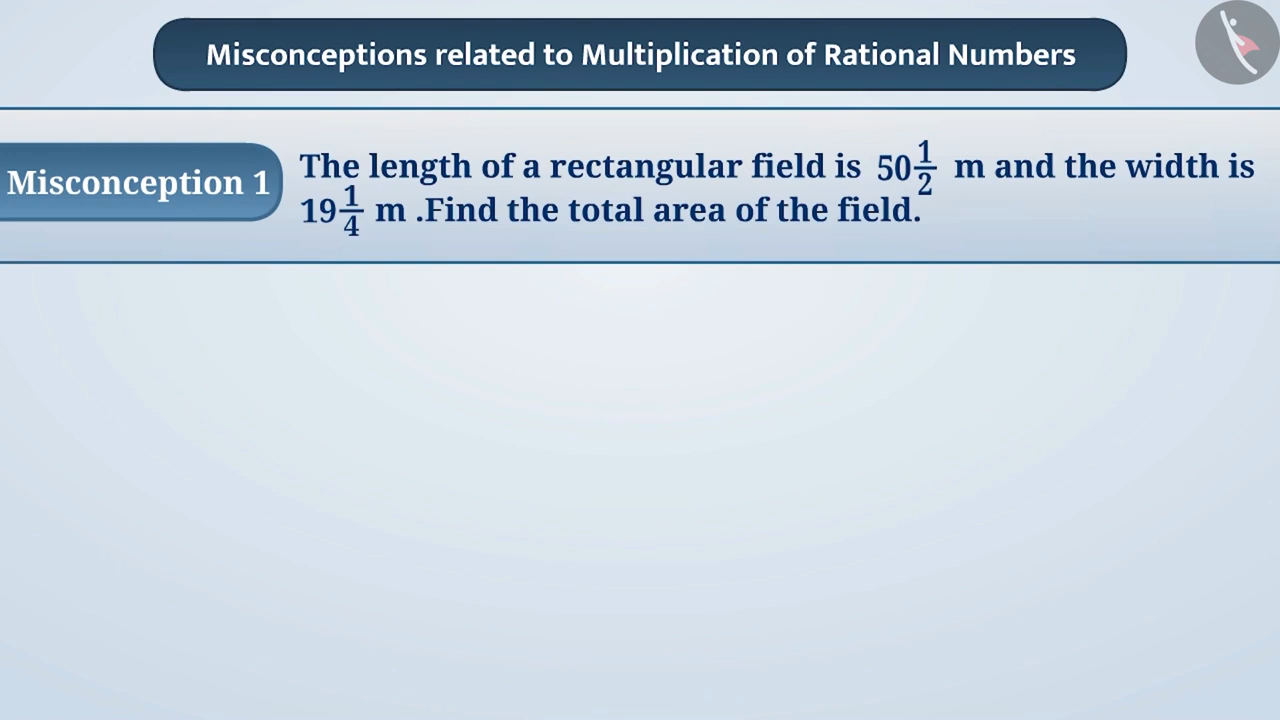 Misconceptions related to Multiplication of Rational Numbers
Misconception 1
The length of a rectangular field is 50 1/2 m and the width is
19 1/4 m .Find the total area of the field.